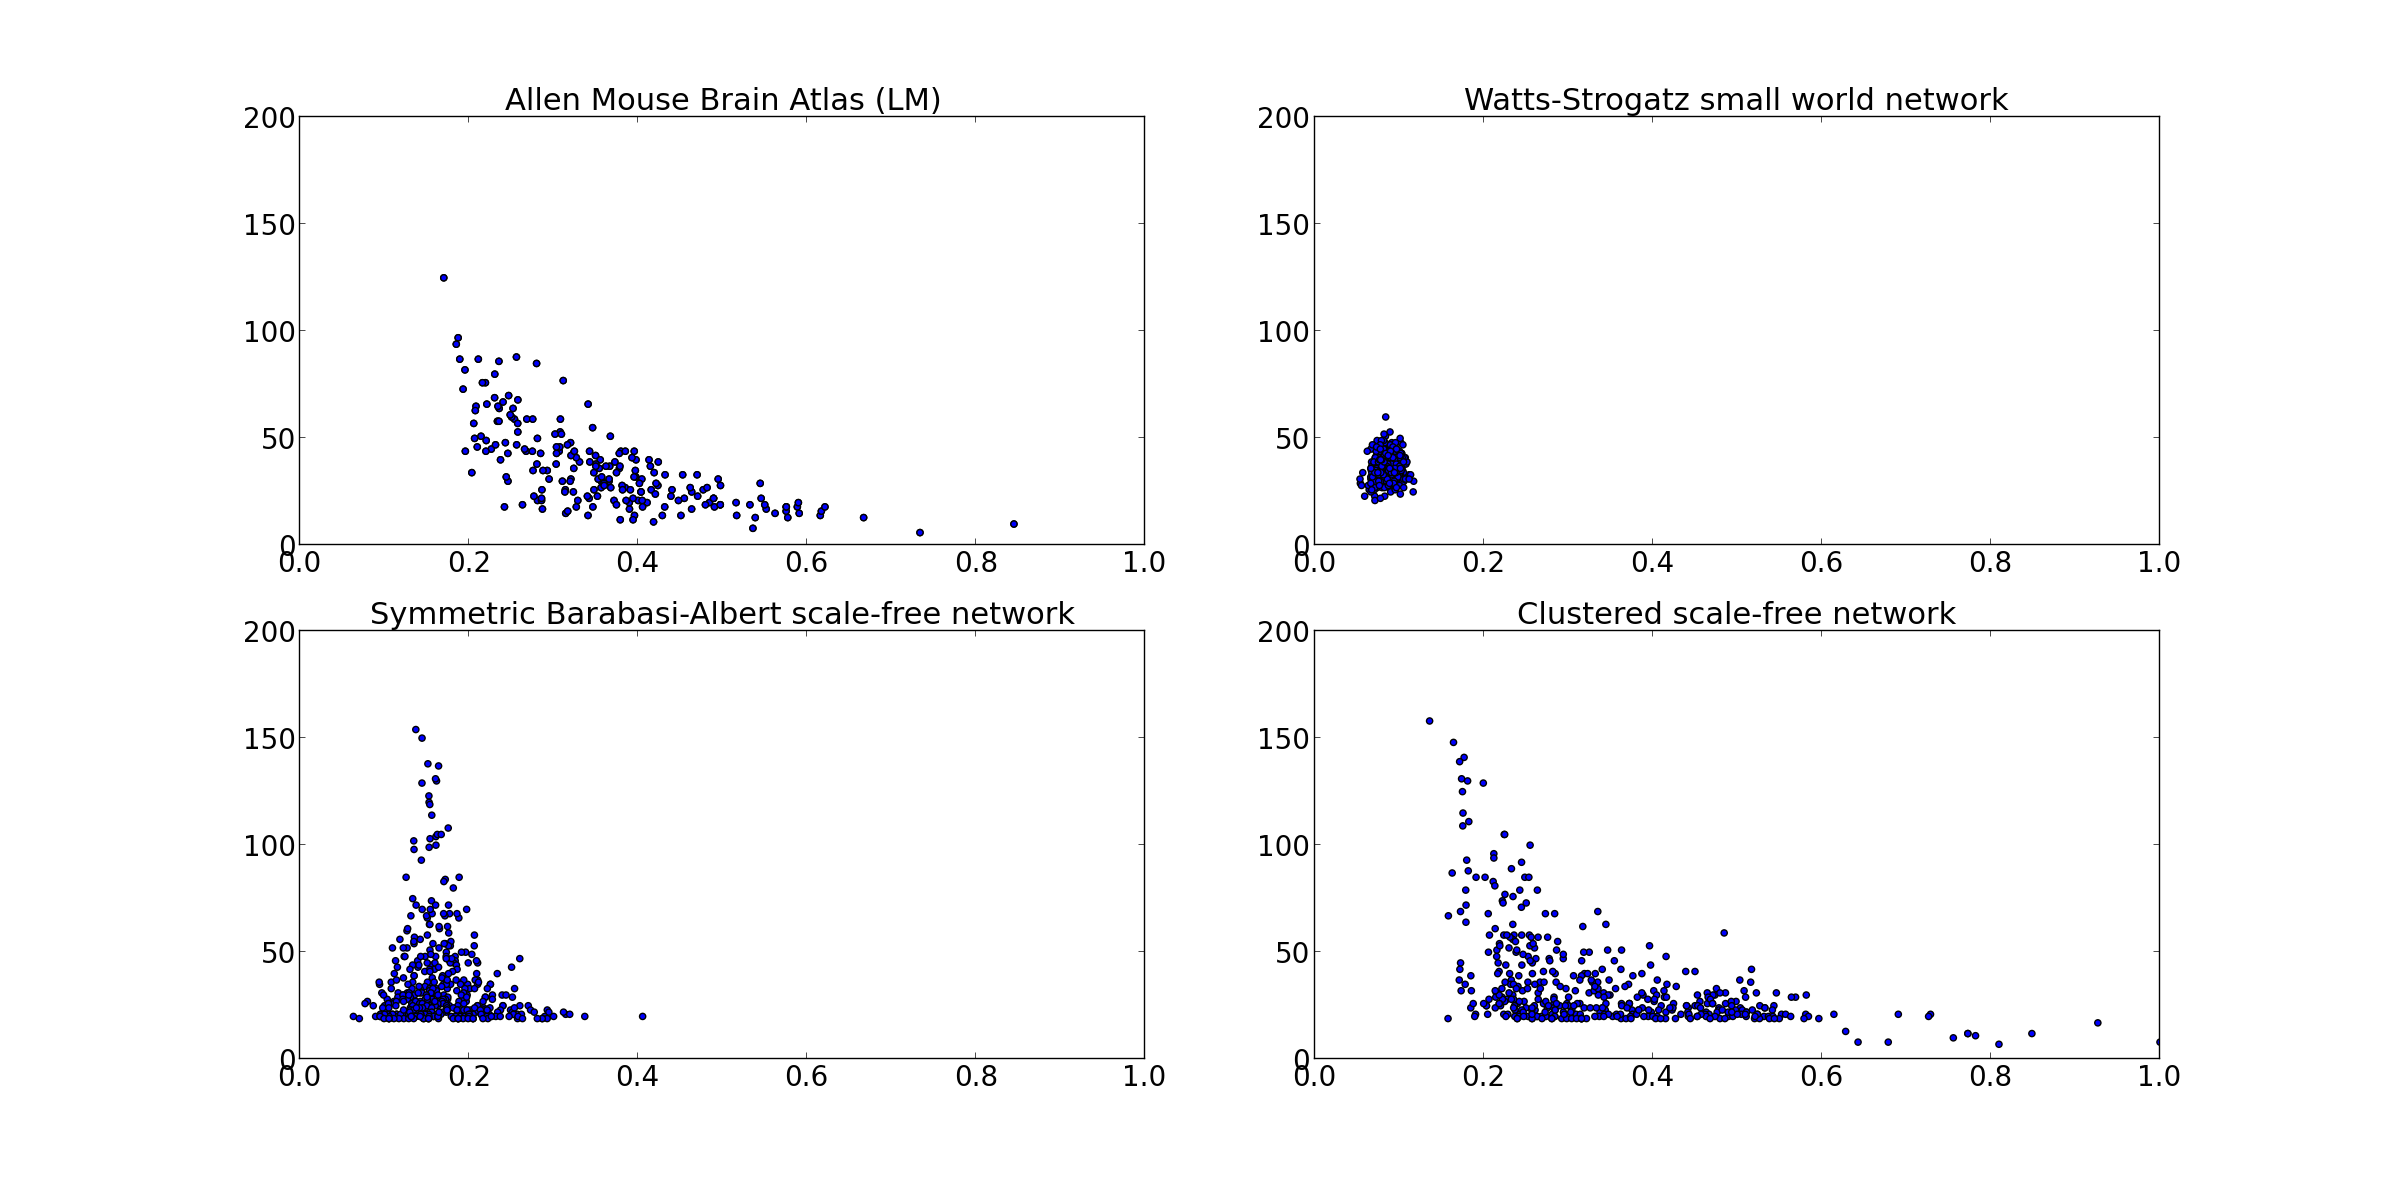 Allen Mouse Brain Atlas (LM)
200
150
100
50
0
0.0 0.2 0.4 0.6 0.8 1.0
Watts-Strogatz small world network
200
150
100
50
0
0.0 0.2 0.4 0.6 0.8 1.0
Symmetric Barabasi-Albert scale-free network
200
150
100
50
0
0.0 0.2 0.4 0.6 0.8 1.0
Clustered scale-free network
200
150
100
50
0
0.0 0.2 0.4 0.6 0.8 1.0